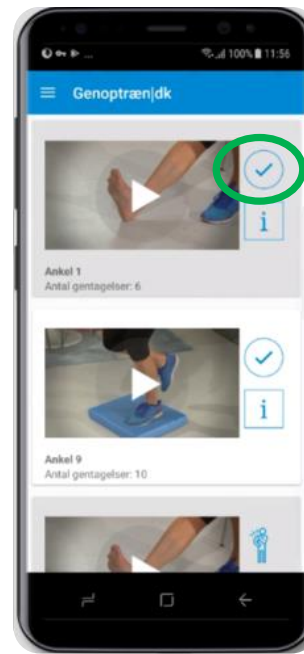 100% 11:56
Genoptræn|dk
i
Ankel 1
Antal gentagelser: 6
i
Ankel 9
Antal gentagelser: 10